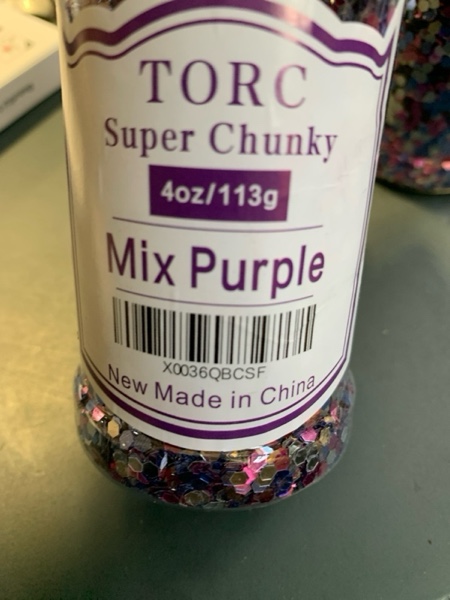 TORC
Super Chunky
4oz/113g
Mix Purple
X0036QBCSF
New Made in China